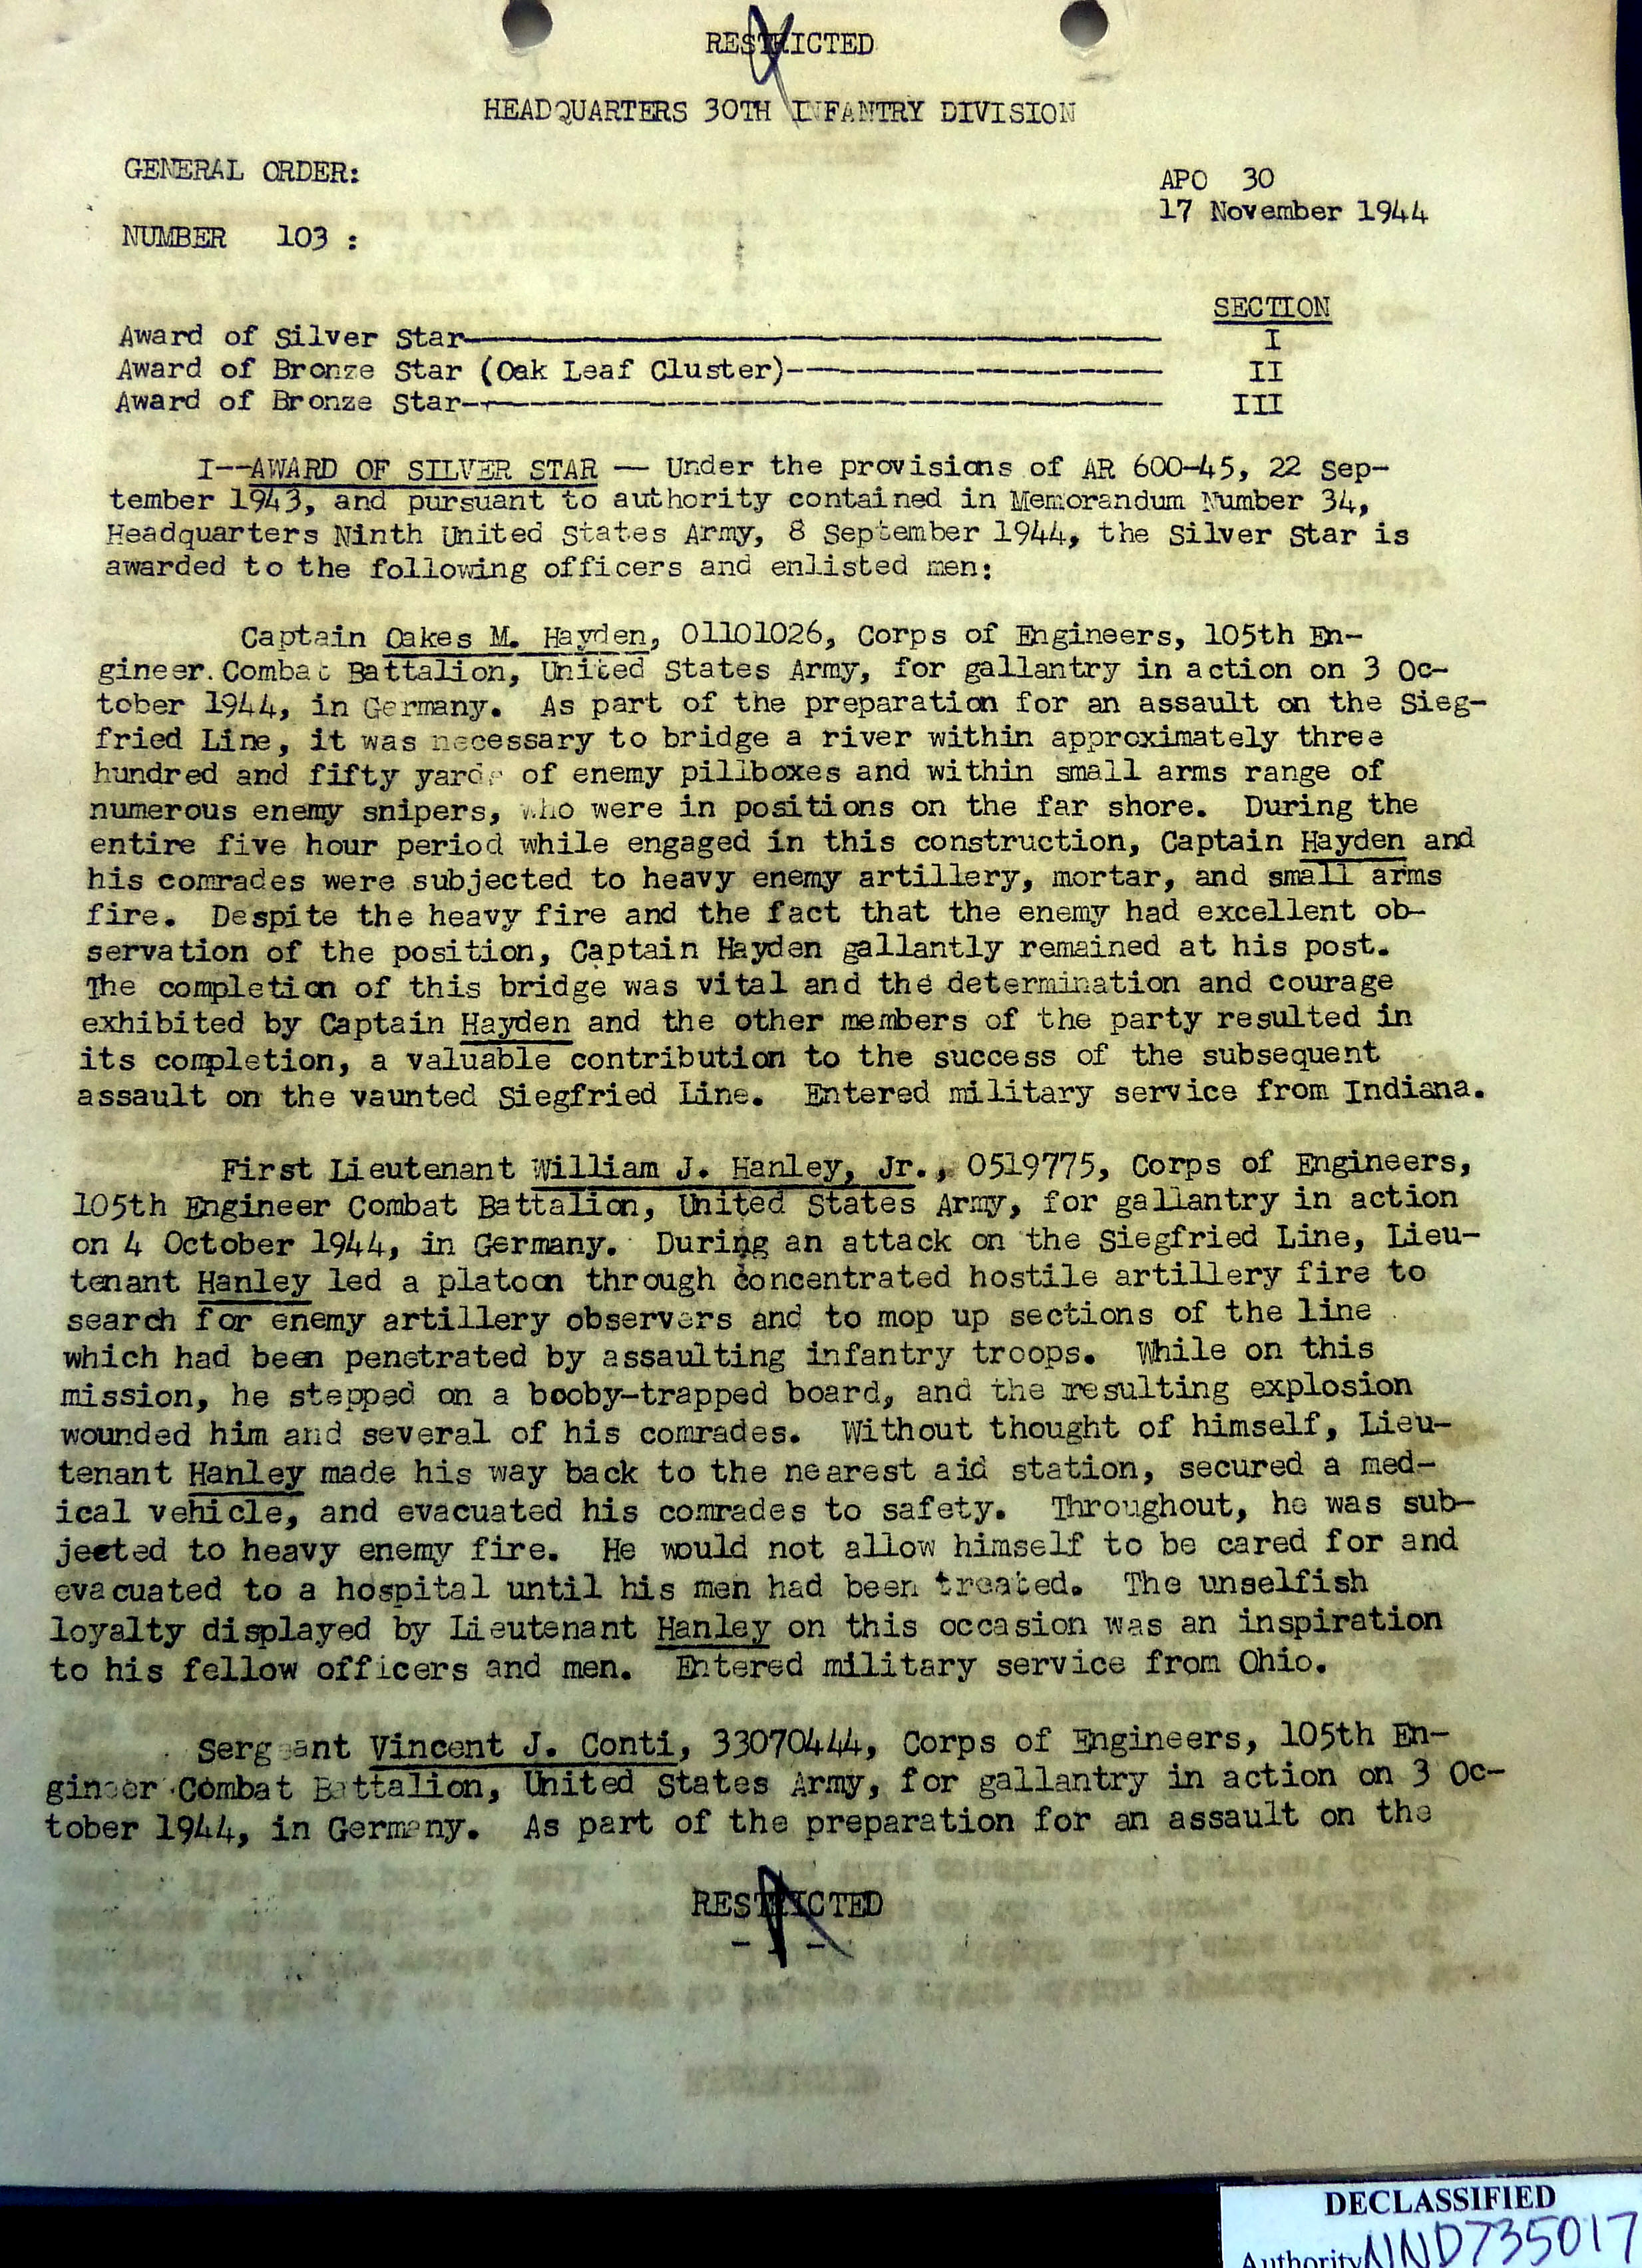 RESTRICTED
HEADQUARTERS 30TH INFANTRY DIVISION
GENERAL ORDER:
APO 30
17 November 1944
NUMBER 103 :
SECTION
Award of Silver Star---------- I
Award of Bronze Star (Oak Leaf Cluster)---------- II
Award of Bronze Star---------- III
I--AWARD OF SILVER STAR -- Under the provisions of AR 600-45, 22 Sep-
tember 1943, and pursuant to authority contained in Memorandum Number 34,
Headquarters Ninth United States Army, 8 September 1944, the Silver Star is
awarded to the following officers and enlisted men:
Captain Oakes M. Hayden, 01101026, Corps of Engineers, 105th En-
gineer Combat Battalion, United States Army, for gallantry in action on 3 Oc-
tober 1944, in Germany. As part of the preparation for an assault on the Sieg-
fried Line, it was necessary to bridge a river within approximately three
hundred and fifty yards of enemy pillboxes and within small arms range of
numerous enemy snipers, who were in positions on the far shore. During the
entire five hour period while engaged in this construction, Captain Hayden and
his comrades were subjected to heavy enemy artillery, mortar, and small arms
fire. Despite the heavy fire and the fact that the enemy had excellent ob-
servation of the position, Captain Hayden gallantly remained at his post.
The completion of this bridge was vital and the determination and courage
exhibited by Captain Hayden and the other members of the party resulted in
its completion, a valuable contribution to the success of the subsequent
assault on the vaunted Siegfried Line. Entered military service from Indiana.
First Lieutenant William J. Hanley, Jr., 0519775, Corps of Engineers,
105th Engineer Combat Battalion, United States Army, for gallantry in action
on 4 October 1944, in Germany. During an attack on the Siegfried Line, Lieu-
tenant Hanley led a platoon through concentrated hostile artillery fire to
search for enemy artillery observers and to mop up sections of the line
which had been penetrated by assaulting infantry troops. While on this
mission, he stepped on a booby-trapped board, and the resulting explosion
wounded him and several of his comrades. Without thought of himself, Lieu-
tenant Hanley made his way back to the nearest aid station, secured a med-
ical vehicle, and evacuated his comrades to safety. Throughout, he was sub-
jected to heavy enemy fire. He would not allow himself to be cared for and
evacuated to a hospital until his men had been treated. The unselfish
loyalty displayed by Lieutenant Hanley on this occasion was an inspiration
to his fellow officers and men. Entered military service from Ohio.
Sergeant Vincent J. Conti, 33070444, Corps of Engineers, 105th En-
gineer Combat Battalion, United States Army, for gallantry in action on 3 Oc-
tober 1944, in Germany. As part of the preparation for an assault on the
RESTRICTED
- 1 -
DECLASSIFIED
Authority NND735017